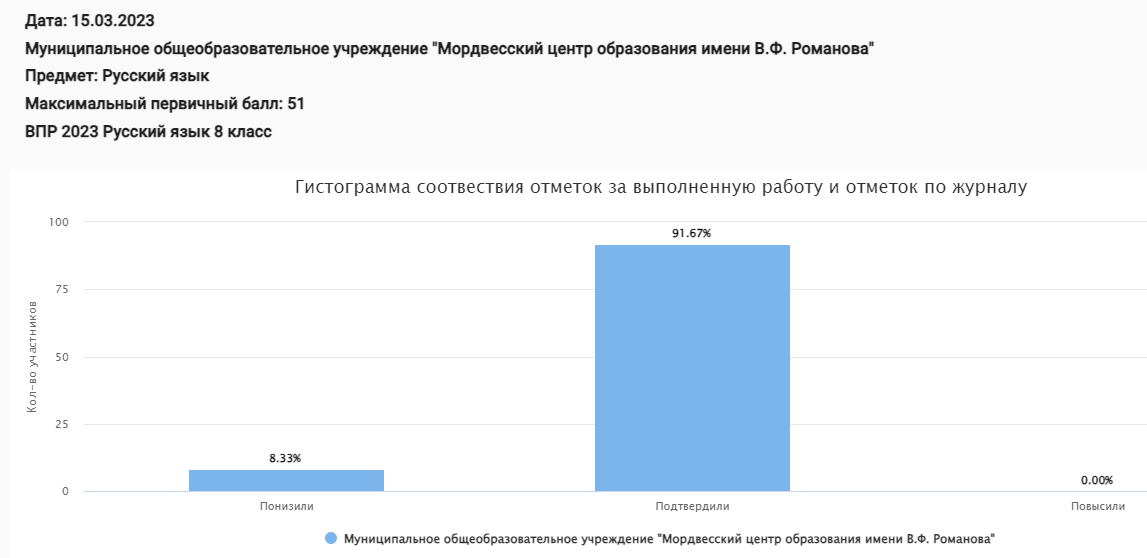 Дата: 15.03.2023
Муниципальное общеобразовательное учреждение "Мордвесский центр образования имени В.Ф. Романова"
Предмет: Русский язык
Максимальный первичный балл: 51
ВПР 2023 Русский язык 8 класс
Гистограмма соотвествия отметок за выполненную работу и отметок по журналу
Кол-во участников
100
75
50
25
0
8.33%
91.67%
0.00%
Понизили
Подтвердили
Повысили
Муниципальное общеобразовательное учреждение "Мордвесский центр образования имени В.Ф. Романова"